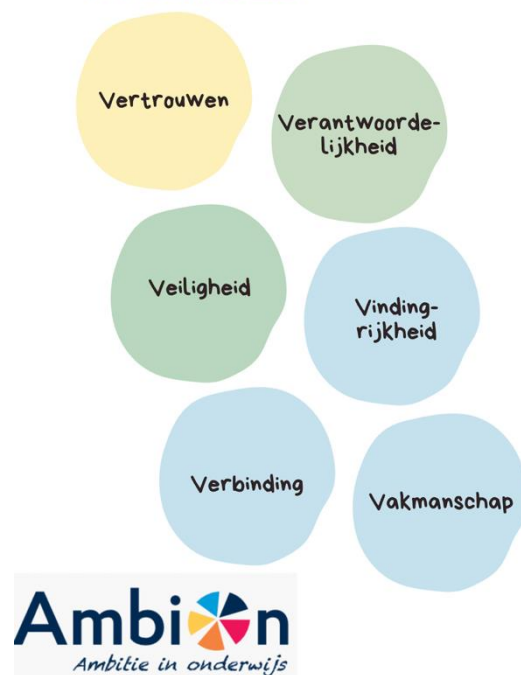 Vertrouwen
Verantwoorde-
lijkheid
Veiligheid
Vinding-
rijkheid
Verbinding
Vakmanschap
Ambion
Ambitie in onderwijs